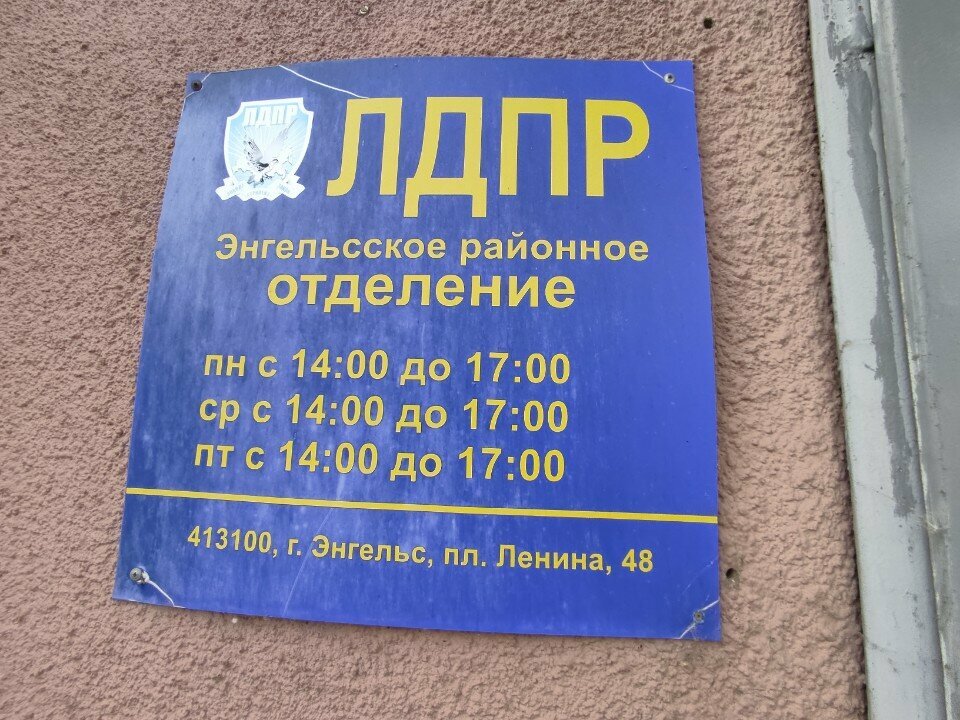 ЛДПР
ЛДПР
Энгельсское районное
отделение
пн с 14:00 до 17:00
ср с 14:00 до 17:00
пт с 14:00 до 17:00
413100, г. Энгельс, пл. Ленина, 48